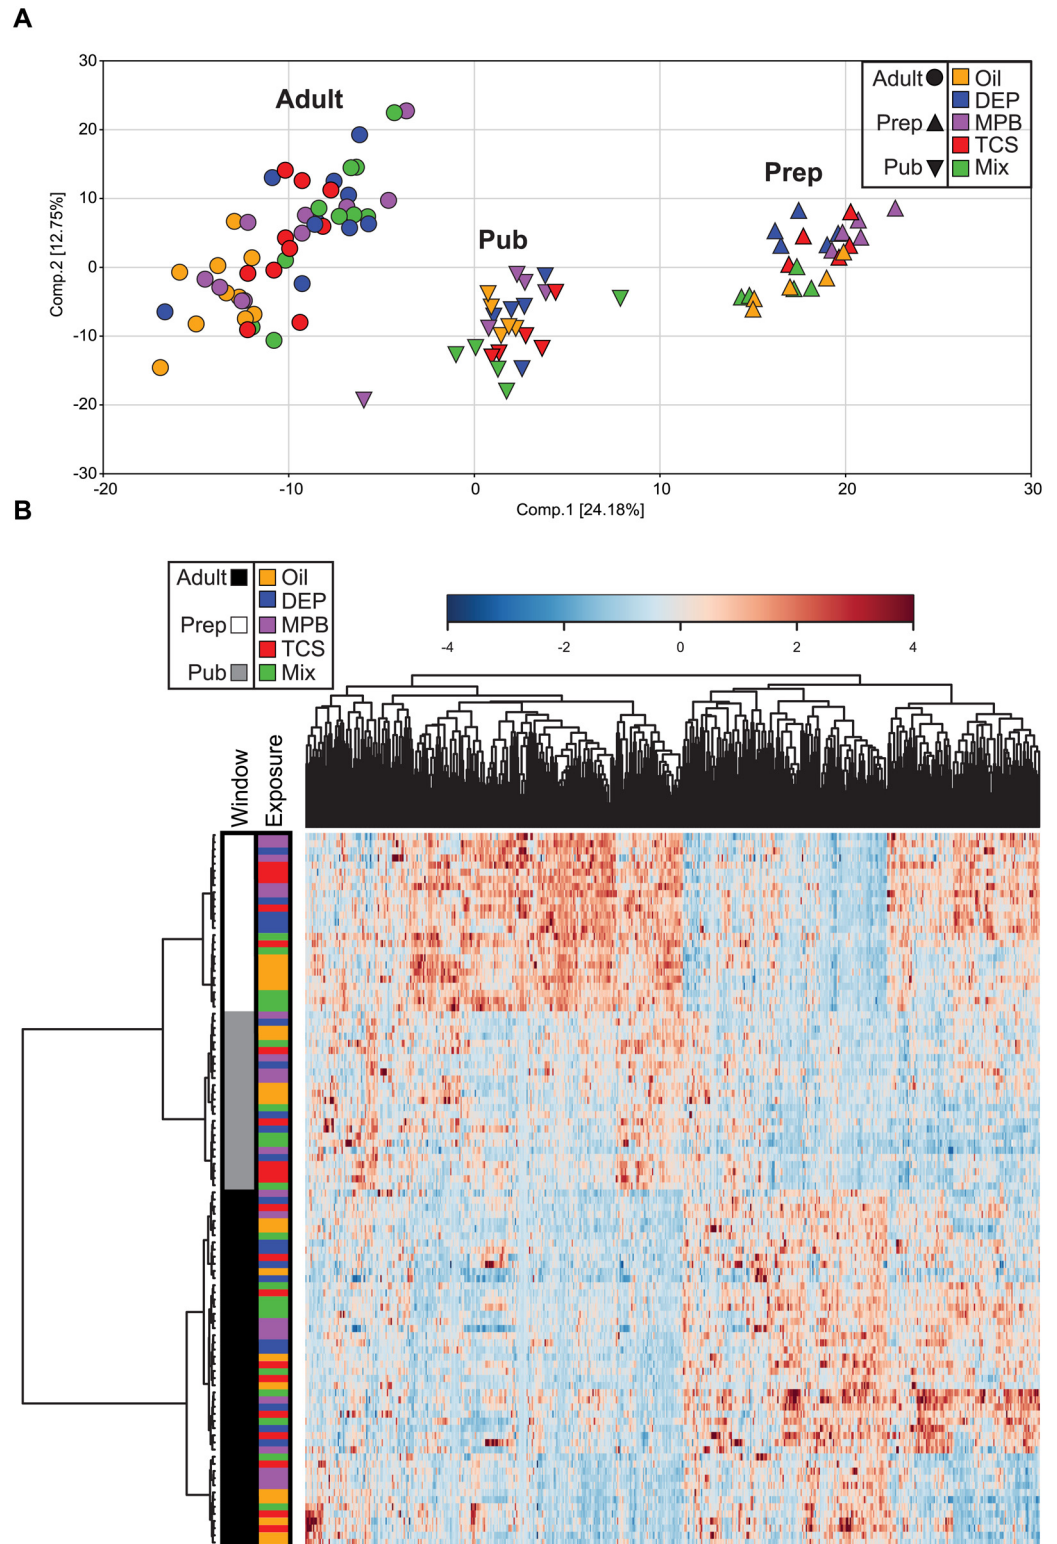 A
30
20
10
0
-10
-20
-30
Comp.2 [12.75%]
Adult
Pub
Prep
Adult Oil
DEP
Prep MPB
TCS
Pub Mix
-20 -10 0 10 20 30
Comp.1 [24.18%]
B
Adult Oil
DEP
Prep MPB
TCS
Pub Mix
-4 -2 0 2 4
Window
Exposure